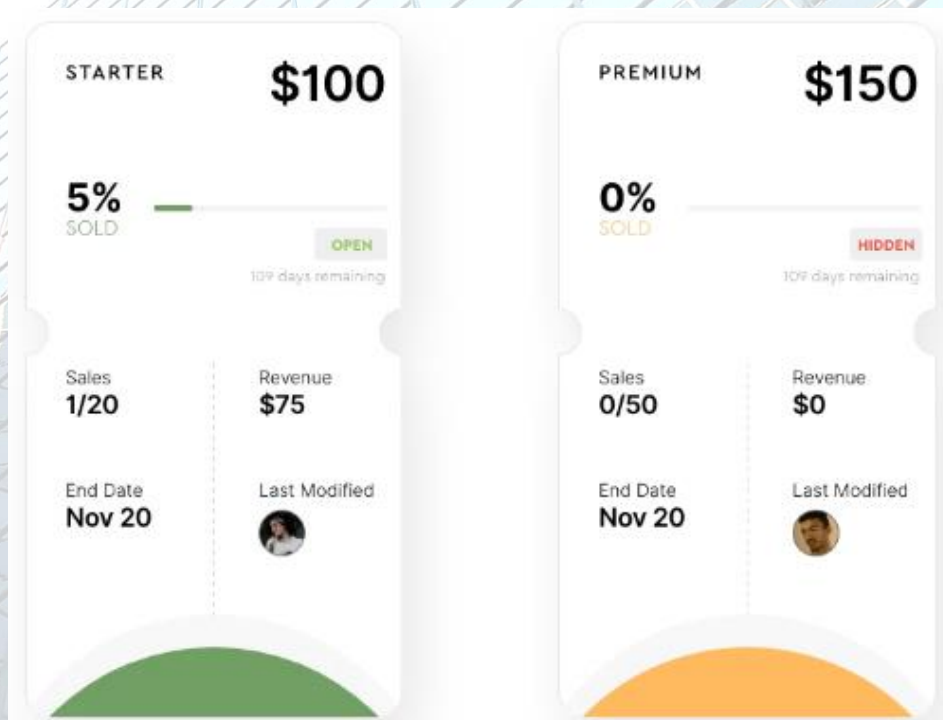 STARTER
$100
5%
SOLD
OPEN
109 days remaining
Sales
1/20
Revenue
$75
End Date
Nov 20
Last Modified
PREMIUM
$150
0%
SOLD
HIDDEN
109 days remaining
Sales
0/50
Revenue
$0
End Date
Nov 20
Last Modified